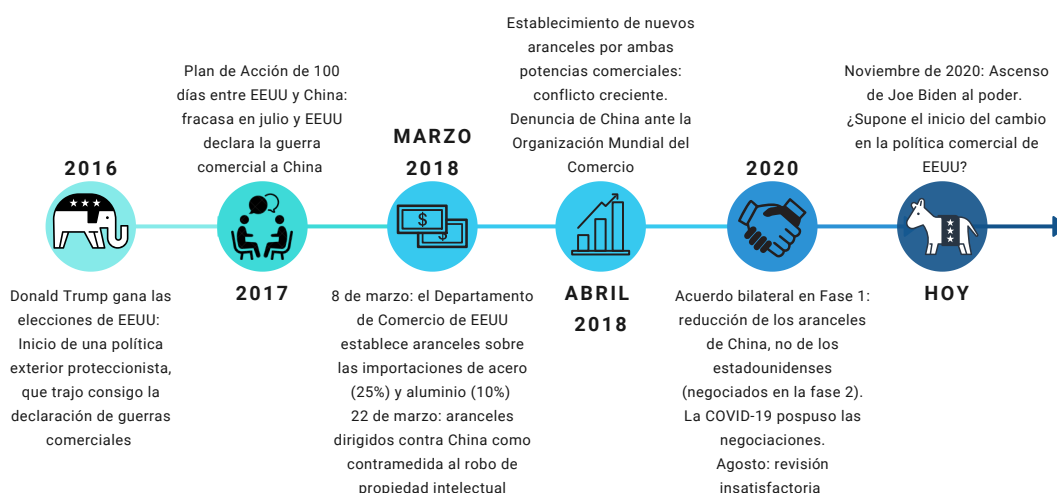 2016
Donald Trump gana las
elecciones de EEUU:
Inicio de una política
exterior proteccionista,
que trajo consigo la
declaración de guerras
comerciales
Plan de Acción de 100
días entre EEUU y China:
fracasa en julio y EEUU
declara la guerra
comercial a China
2017
MARZO
2018
$
$
8 de marzo: el Departamento
de Comercio de EEUU
establece aranceles sobre
las importaciones de acero
(25%) y aluminio (10%)
22 de marzo: aranceles
dirigidos contra China como
contramedida al robo de
propiedad intelectual
Establecimiento de nuevos
aranceles por ambas
potencias comerciales:
conflicto creciente.
Denuncia de China ante la
Organización Mundial del
Comercio
ABRIL
2018
2020
Acuerdo bilateral en Fase 1:
reducción de los aranceles
de China, no de los
estadounidenses
(negociados en la fase 2).
La COVID-19 pospuso las
negociaciones.
Agosto: revisión
insatisfactoria
Noviembre de 2020: Ascenso
de Joe Biden al poder.
¿Supone el inicio del cambio
en la política comercial de
EEUU?
HOY